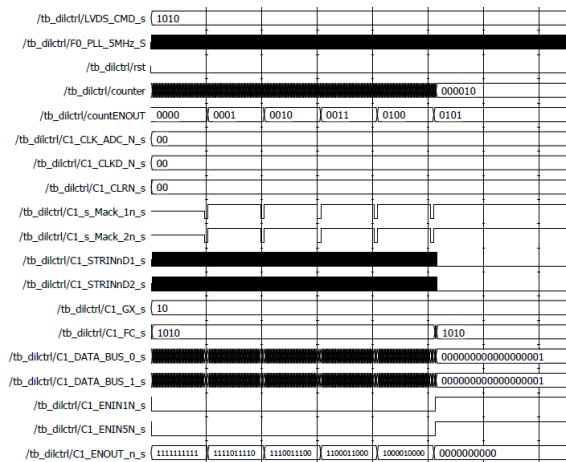 /tb_dilctrl/LVDS_CMD_s 1010
/tb_dilctrl/F0_PLL_5MHz_S
/tb_dilctrl/rst
/tb_dilctrl/counter 000010
/tb_dilctrl/countENOUT 0000 0001 0010 0011 0100 0101
/tb_dilctrl/C1_CLK_ADC_N_s 00
/tb_dilctrl/C1_CLKD_N_s 00
/tb_dilctrl/C1_CLRN_s 00
/tb_dilctrl/C1_s_Mack_1n_s
/tb_dilctrl/C1_s_Mack_2n_s
/tb_dilctrl/C1_STRINnD1_s
/tb_dilctrl/C1_STRINnD2_s
/tb_dilctrl/C1_GX_s 10
/tb_dilctrl/C1_FC_s 1010 1010
/tb_dilctrl/C1_DATA_BUS_0_s 000000000000000001
/tb_dilctrl/C1_DATA_BUS_1_s 000000000000000001
/tb_dilctrl/C1_ENIN1N_s
/tb_dilctrl/C1_ENIN5N_s
/tb_dilctrl/C1_ENOUT_n_s 1111111111 1111011110 1110011100 1100011000 1000010000 0000000000